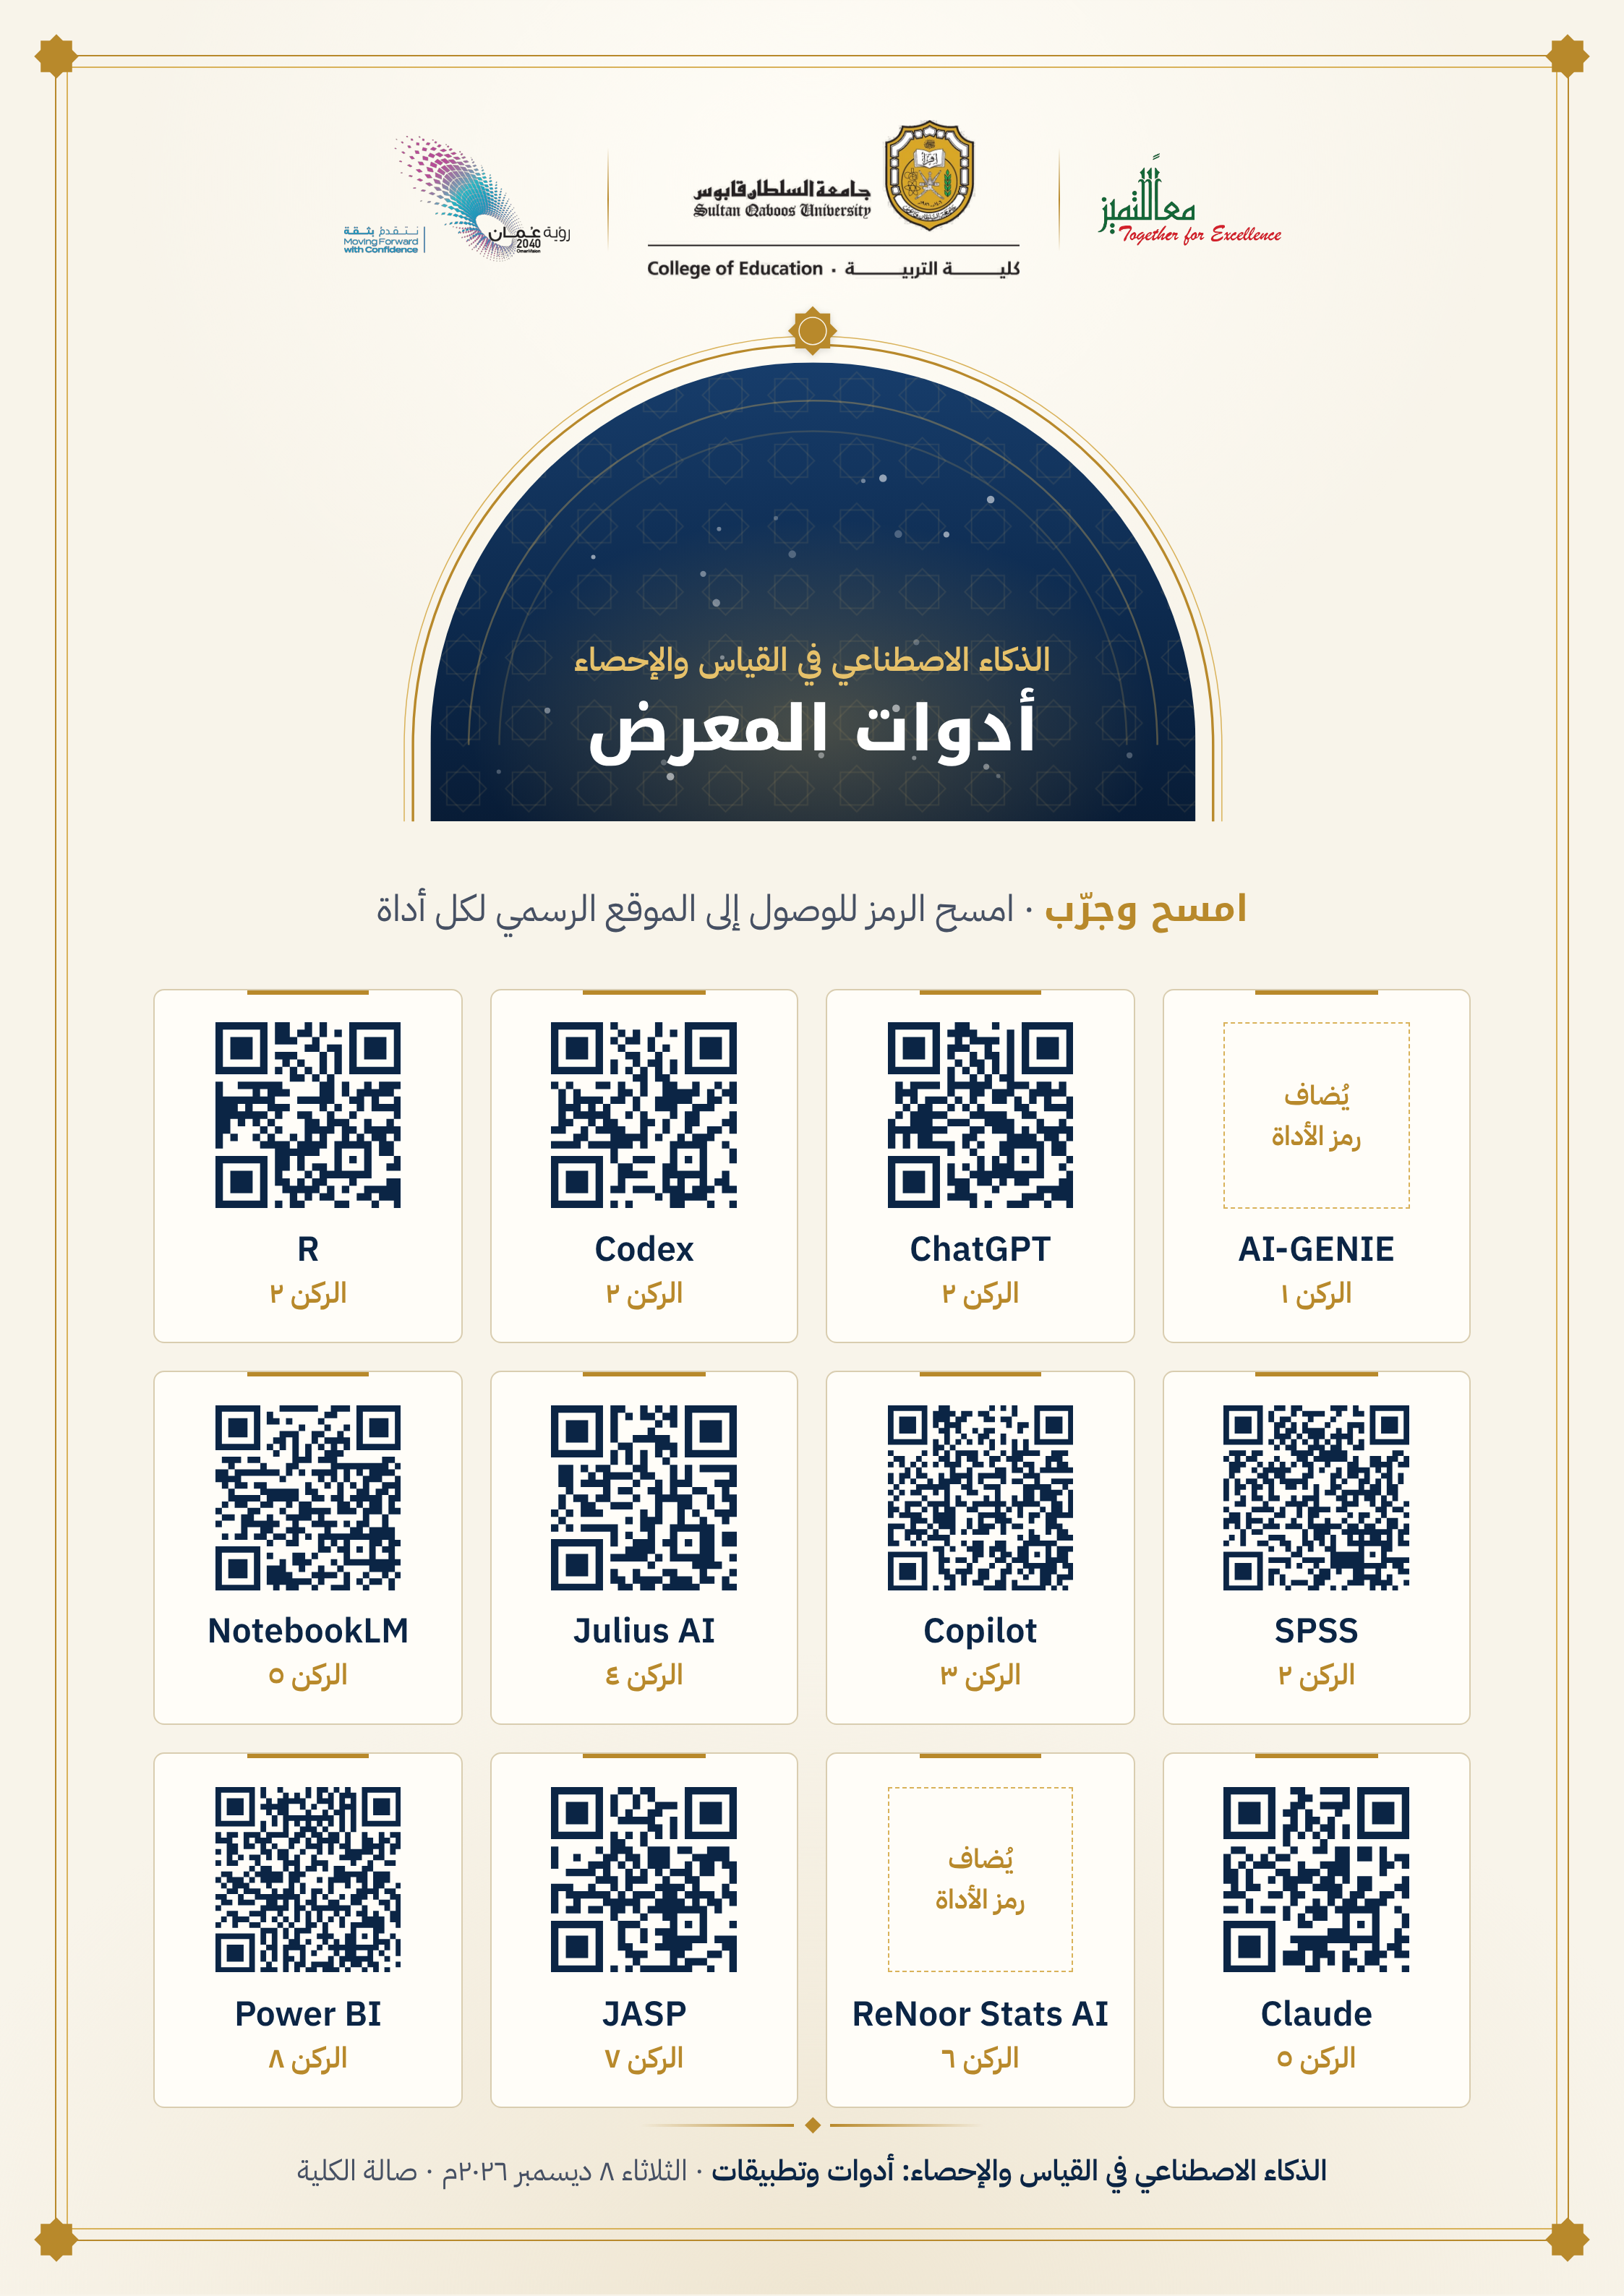 معاً للتميز
Together for Excellence
جامعة السلطان قابوس
Sultan Qaboos University
كليــــــة التربيــــــة · College of Education
رؤية عُمان
2040
Oman Vision
نتقدم بثقة
Moving Forward
with Confidence
الذكاء الاصطناعي في القياس والإحصاء
أدوات المعرض
امسح وجرّب · امسح الرمز للوصول إلى الموقع الرسمي لكل أداة
يُضاف
رمز الأداة
AI-GENIE
الركن ١
ChatGPT
الركن ٢
Codex
الركن ٢
R
الركن ٢
SPSS
الركن ٢
Copilot
الركن ٣
Julius AI
الركن ٤
NotebookLM
الركن ٥
Claude
الركن ٥
يُضاف
رمز الأداة
ReNoor Stats AI
الركن ٦
JASP
الركن ٧
Power BI
الركن ٨
الذكاء الاصطناعي في القياس والإحصاء: أدوات وتطبيقات · الثلاثاء ٨ ديسمبر ٢٠٢٦م · صالة الكلية